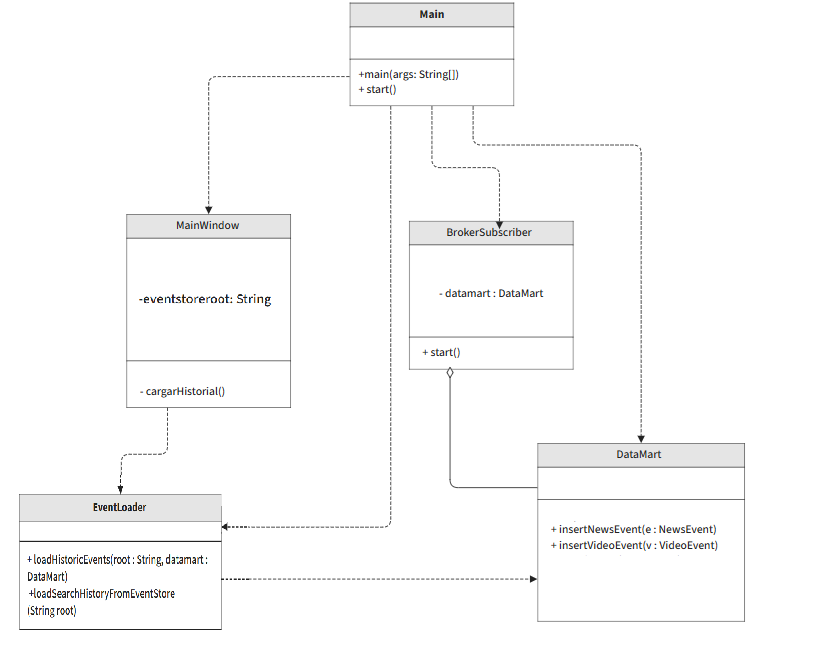 Main
+main(args: String[])
+ start()
MainWindow
-eventstoreroot: String
- cargarHistorial()
BrokerSubscriber
- datamart : DataMart
+ start()
DataMart
+ insertNewsEvent(e : NewsEvent)
+ insertVideoEvent(v : VideoEvent)
EventLoader
+ loadHistoricEvents(root : String, datamart :
DataMart)
+loadSearchHistoryFromEventStore
(String root)